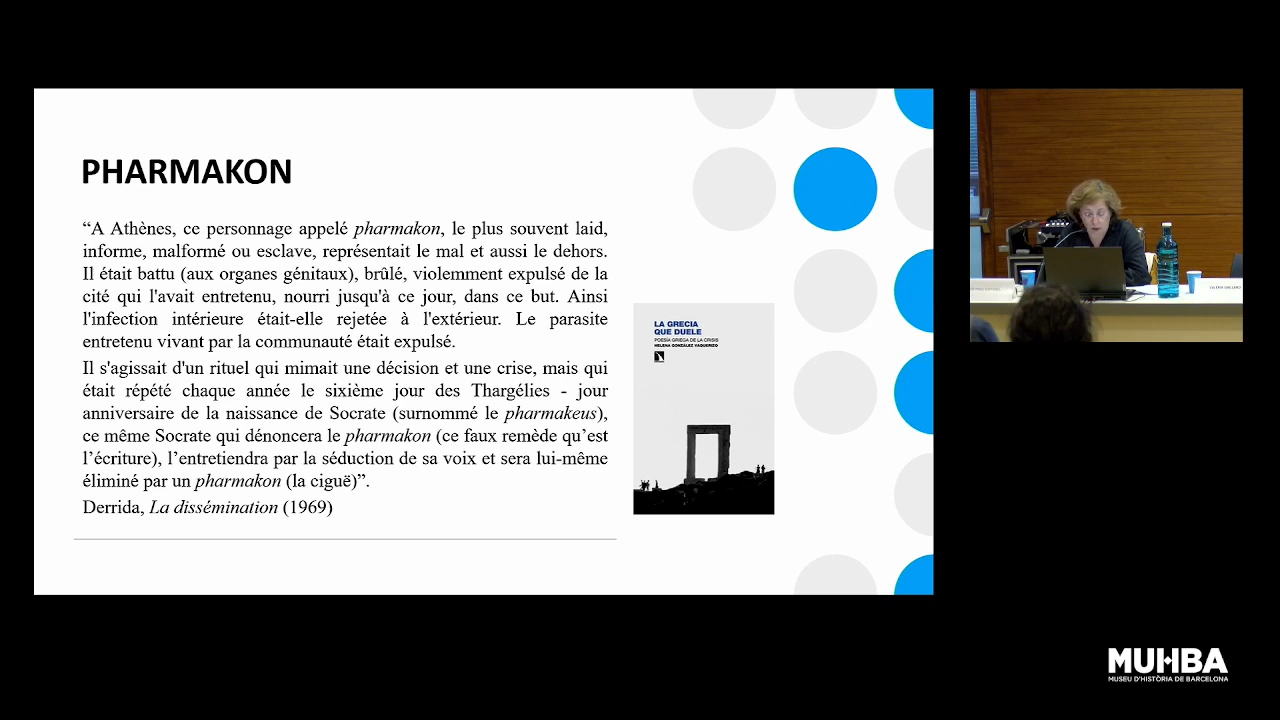 PHARMAKON
“A Athènes, ce personnage appelé pharmakon, le plus souvent laid,
informe, malformé ou esclave, représentait le mal et aussi le dehors.
Il était battu (aux organes génitaux), brûlé, violemment expulsé de la
cité qui l'avait entretenu, nourri jusqu'à ce jour, dans ce but. Ainsi
l'infection intérieure était-elle rejetée à l'extérieur. Le parasite
entretenu vivant par la communauté était expulsé.
Il s'agissait d'un rituel qui mimait une décision et une crise, mais qui
était répété chaque année le sixième jour des Thargélies - jour
anniversaire de la naissance de Socrate (surnommé le pharmakeus),
ce même Socrate qui dénoncera le pharmakon (ce faux remède qu’est
l’écriture), l’entretiendra par la séduction de sa voix et sera lui-même
éliminé par un pharmakon (la ciguë)”.
Derrida, La dissémination (1969)
LA GRECIA
QUE DUELE
POESÍA GRIEGA DE LA CRISIS
HELENA GONZÁLEZ VAQUERIZO
MUHBA
MUSEU D'HISTÒRIA DE BARCELONA